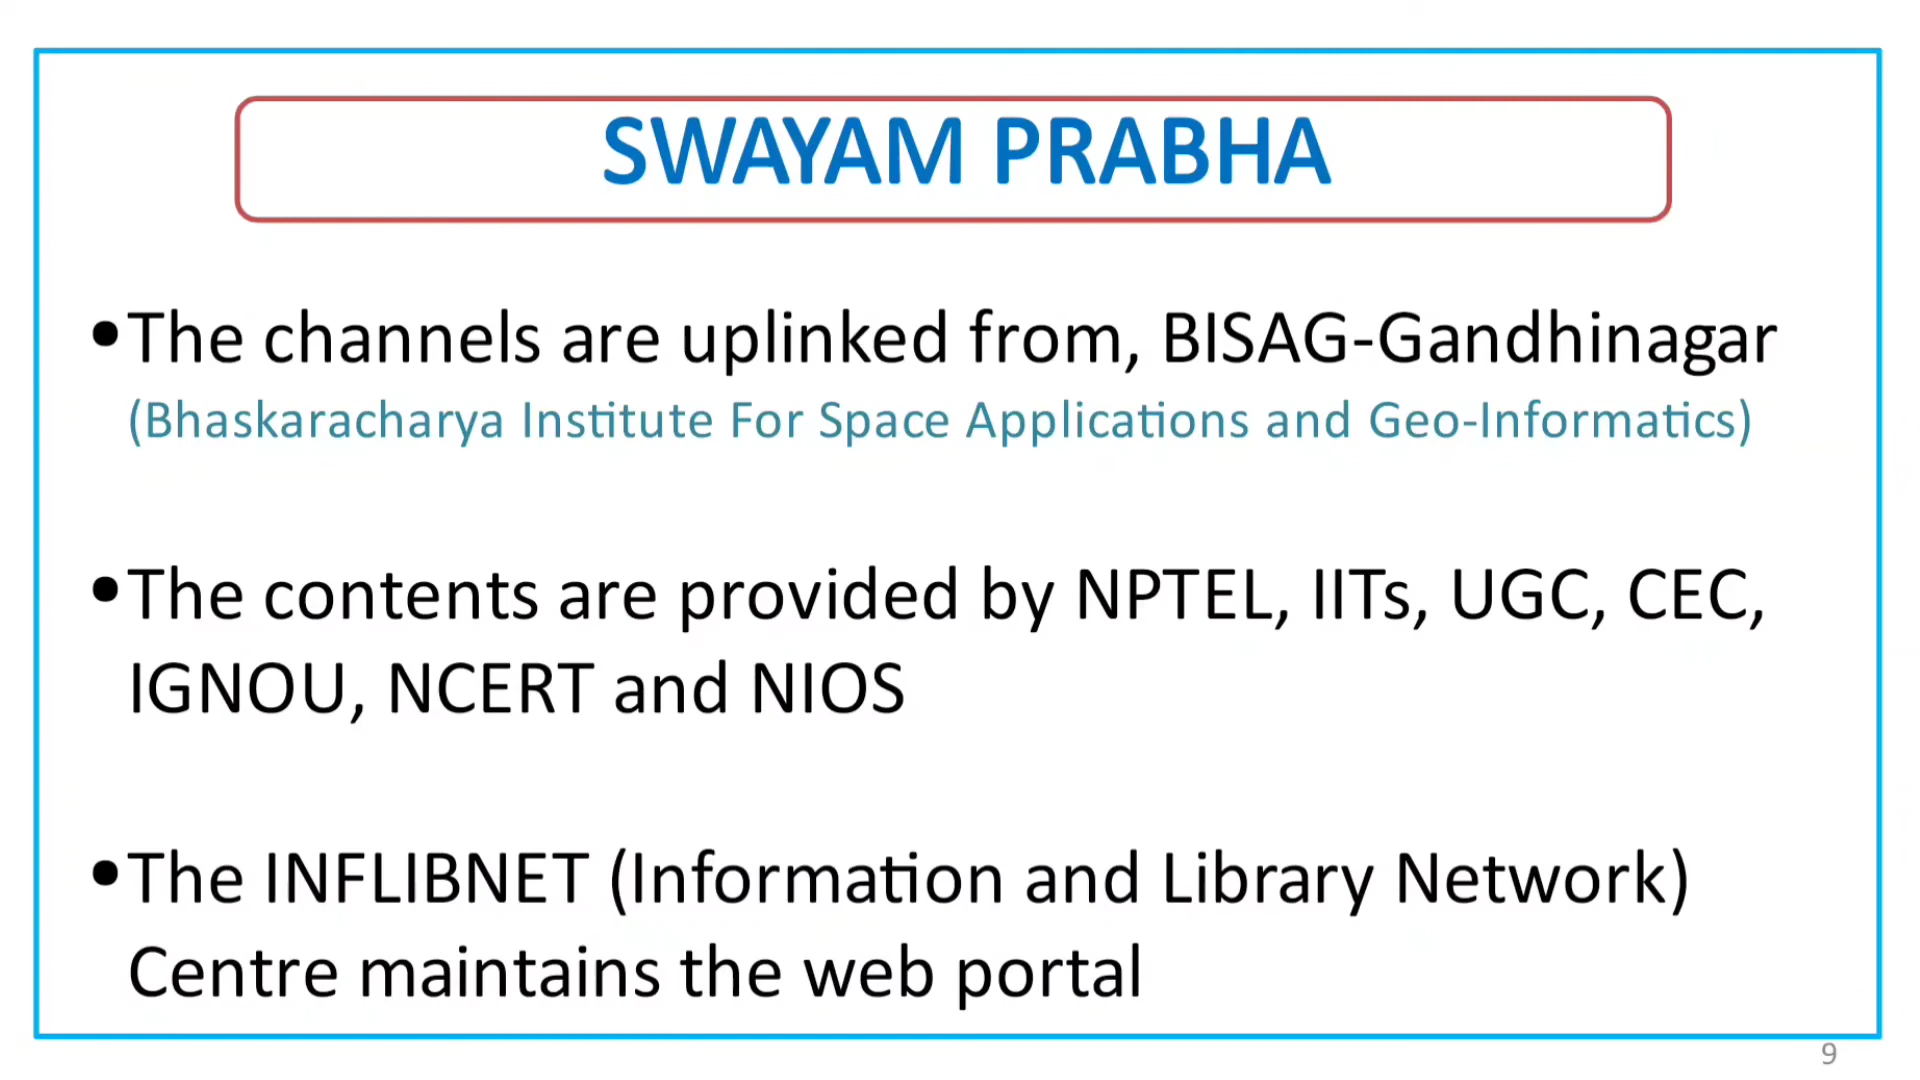 SWAYAM PRABHA
•The channels are uplinked from, BISAG-Gandhinagar
(Bhaskaracharya Institute For Space Applications and Geo-Informatics)
•The contents are provided by NPTEL, IITs, UGC, CEC,
IGNOU, NCERT and NIOS
•The INFLIBNET (Information and Library Network)
Centre maintains the web portal
9